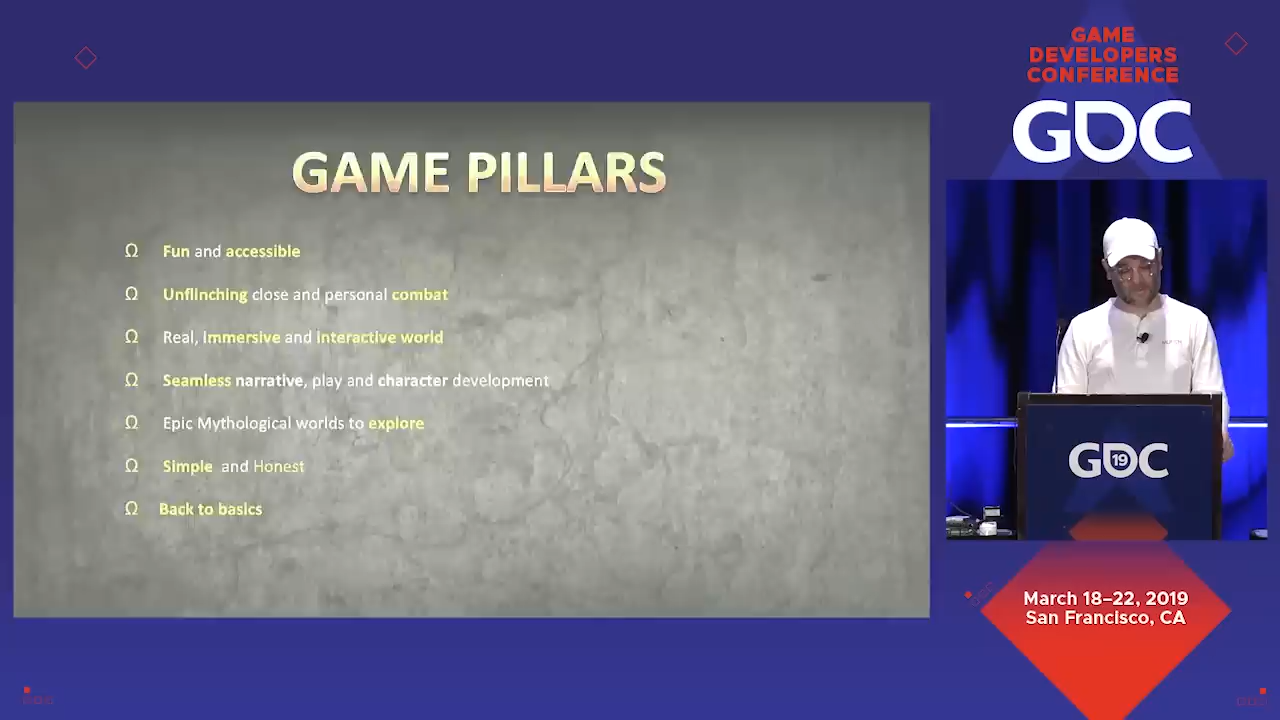 GAME
DEVELOPERS
CONFERENCE
GDC
GAME PILLARS
Ω Fun and accessible
Ω Unflinching close and personal combat
Ω Real, immersive and interactive world
Ω Seamless narrative, play and character development
Ω Epic Mythological worlds to explore
Ω Simple and Honest
Ω Back to basics
GDC 19
March 18–22, 2019
San Francisco, CA